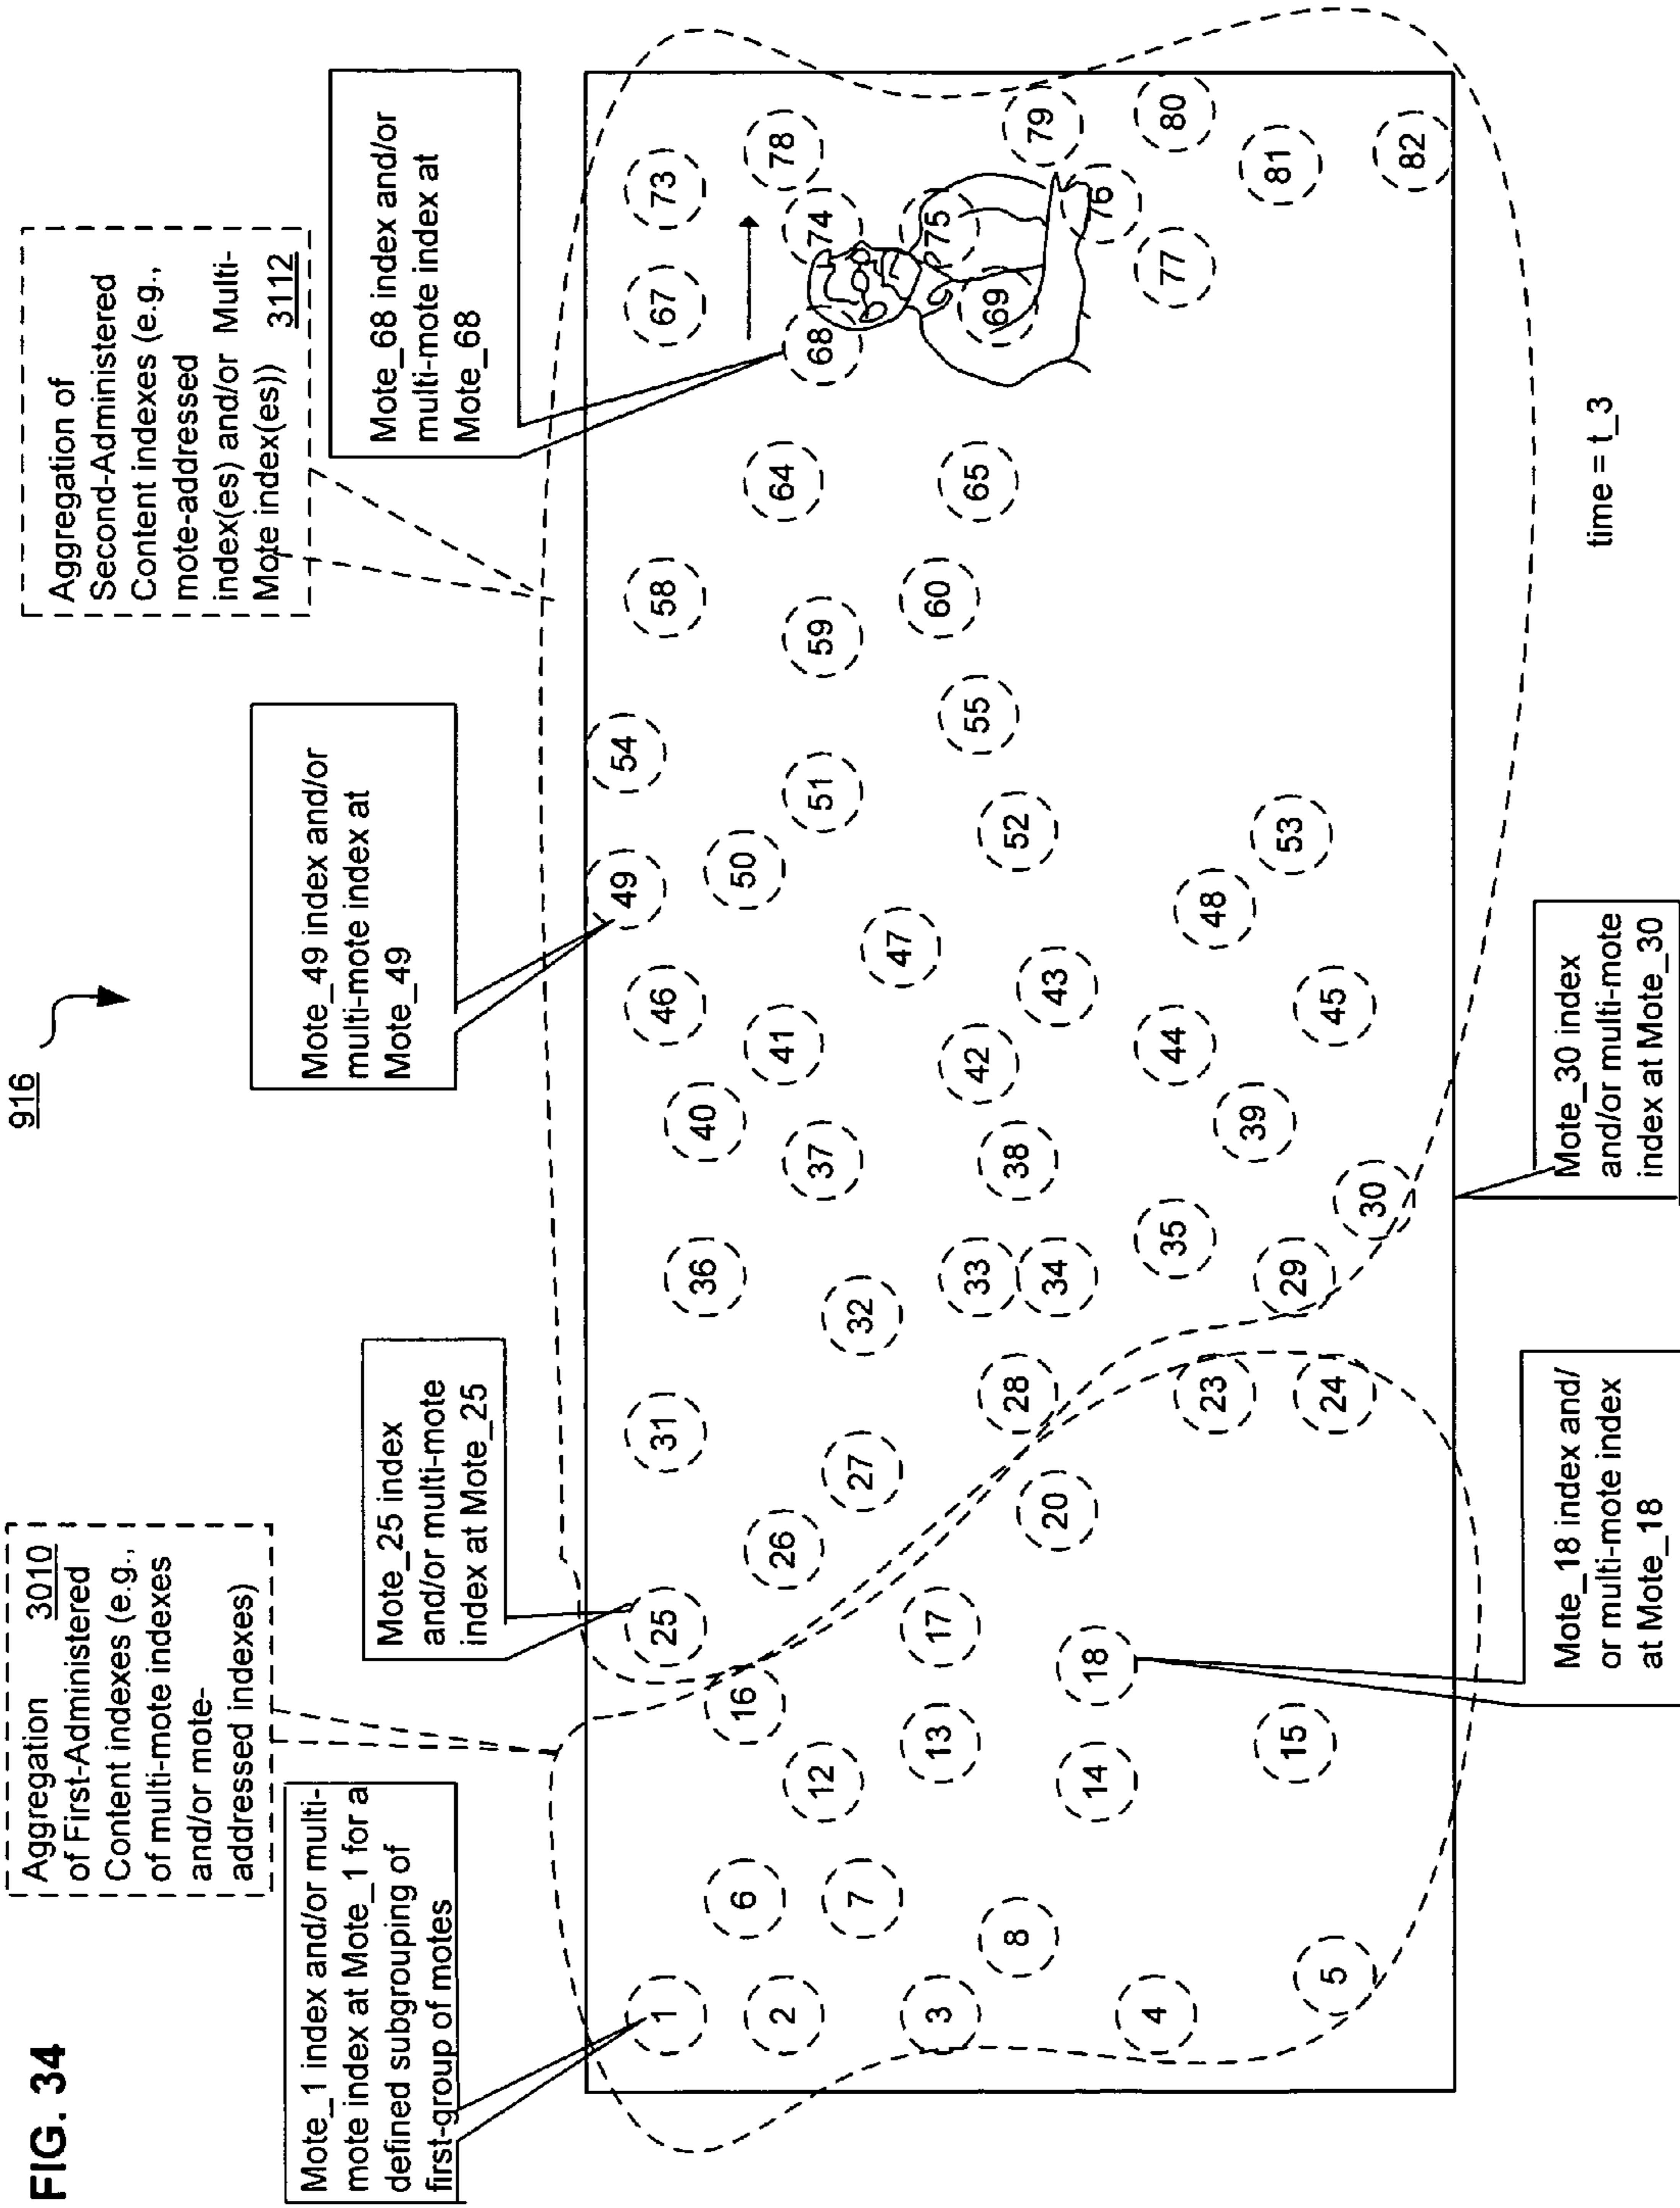 FIG. 34
916
Aggregation 3010
of First-Administered
Content indexes (e.g.,
of multi-mote indexes
and/or mote-
addressed indexes)
Aggregation of
Second-Administered
Content indexes (e.g.,
mote-addressed
index(es) and/or Multi-
Mote index(es)) 3112
Mote_1 index and/or multi-
mote index at Mote_1 for a
defined subgrouping of
first-group of motes
Mote_25 index
and/or multi-mote
index at Mote_25
Mote_49 index and/or
multi-mote index at
Mote_49
Mote_68 index and/or
multi-mote index at
Mote_68
1
2
3
4
5
6
7
8
12
13
14
15
16
17
18
20
23
24
25
26
27
28
29
30
31
32
33
34
35
36
37
38
39
40
41
42
43
44
45
46
47
48
49
50
51
52
53
54
55
58
59
60
64
65
67
68
69
73
74
75
76
77
78
79
80
81
82
Mote_18 index and/
or multi-mote index
at Mote_18
Mote_30 index
and/or multi-mote
index at Mote_30
time = t_3